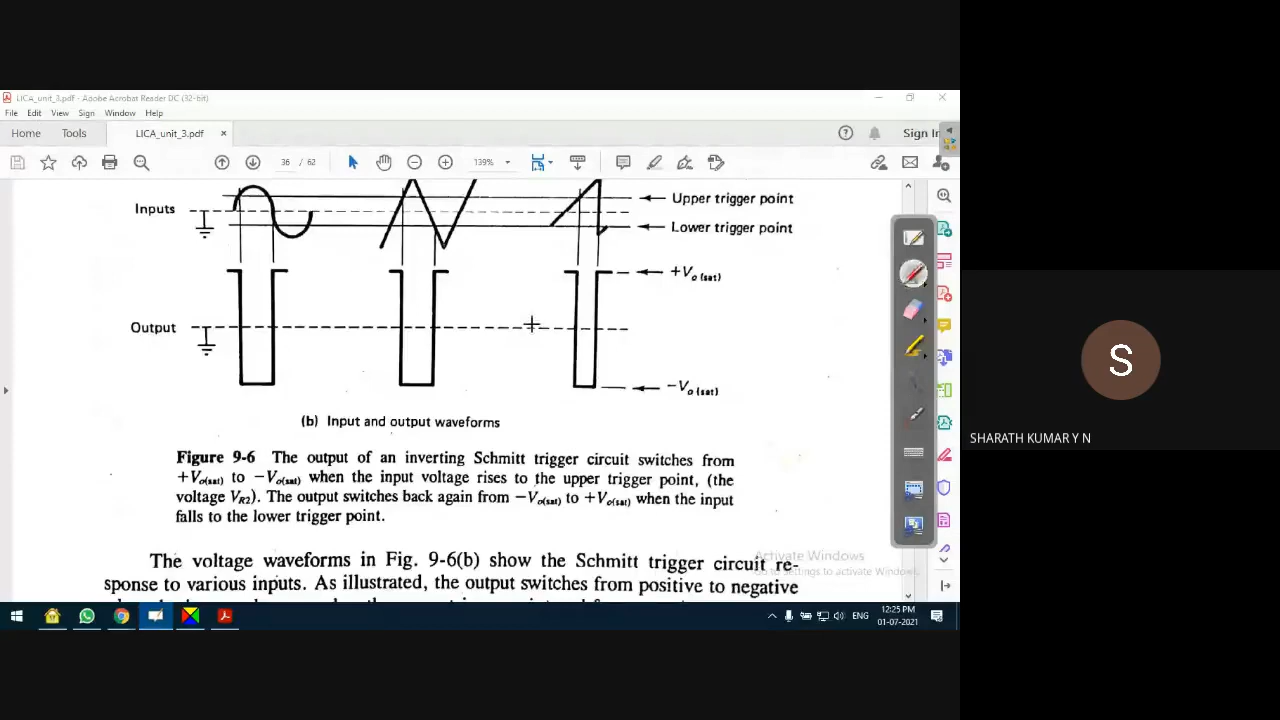 LICA_unit_3.pdf - Adobe Acrobat Reader DC (32-bit)
File Edit View Sign Window Help
Home Tools LICA_unit_3.pdf × Sign In
36 / 62 139%
Inputs
Upper trigger point
Lower trigger point
+Vo(sat)
Output
−Vo(sat)
(b) Input and output waveforms
Figure 9-6 The output of an inverting Schmitt trigger circuit switches from
+Vo(sat) to −Vo(sat) when the input voltage rises to the upper trigger point, (the
voltage VR2). The output switches back again from −Vo(sat) to +Vo(sat) when the input
falls to the lower trigger point.
The voltage waveforms in Fig. 9-6(b) show the Schmitt trigger circuit re-
sponse to various inputs. As illustrated, the output switches from positive to negative
Activate Windows
Go to Settings to activate Windows.
ENG
12:25 PM
01-07-2021
S
SHARATH KUMAR Y N